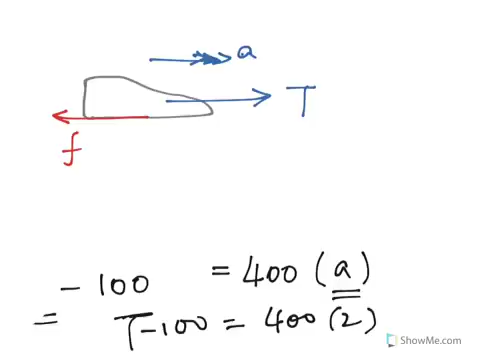 a
T
f
- 100 = 400 (a)
= T-100 = 400 (2)
ShowMe.com